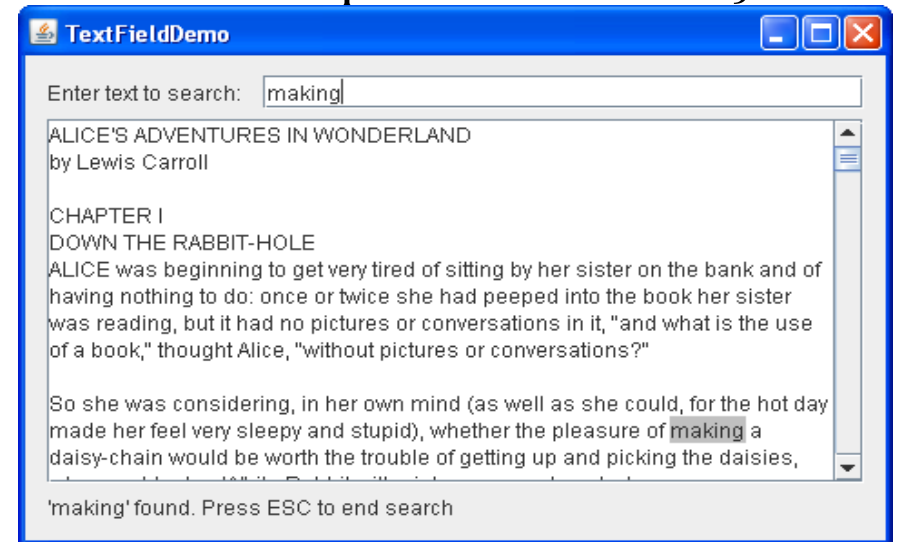 TextFieldDemo
Enter text to search: making
ALICE'S ADVENTURES IN WONDERLAND
by Lewis Carroll
CHAPTER I
DOWN THE RABBIT-HOLE
ALICE was beginning to get very tired of sitting by her sister on the bank and of
having nothing to do: once or twice she had peeped into the book her sister
was reading, but it had no pictures or conversations in it, "and what is the use
of a book," thought Alice, "without pictures or conversations?"
So she was considering, in her own mind (as well as she could, for the hot day
made her feel very sleepy and stupid), whether the pleasure of making a
daisy-chain would be worth the trouble of getting up and picking the daisies,
'making' found. Press ESC to end search